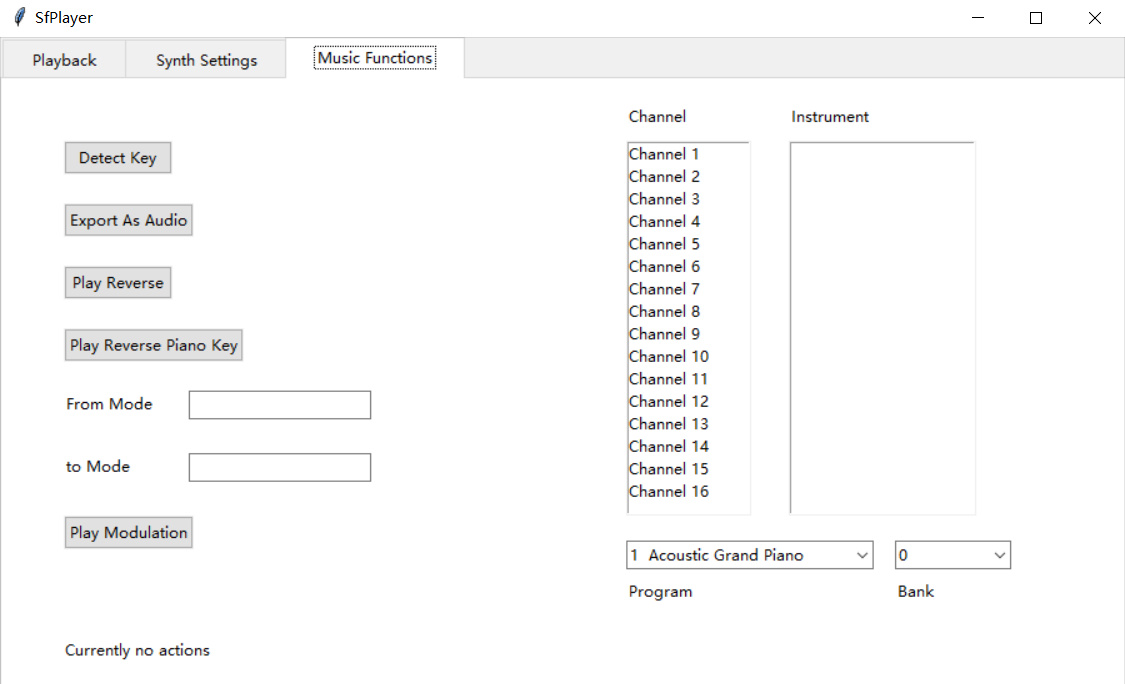 SfPlayer
Playback
Synth Settings
Music Functions
Detect Key
Export As Audio
Play Reverse
Play Reverse Piano Key
From Mode
to Mode
Play Modulation
Currently no actions
Channel
Channel 1
Channel 2
Channel 3
Channel 4
Channel 5
Channel 6
Channel 7
Channel 8
Channel 9
Channel 10
Channel 11
Channel 12
Channel 13
Channel 14
Channel 15
Channel 16
Instrument
1 Acoustic Grand Piano
0
Program
Bank